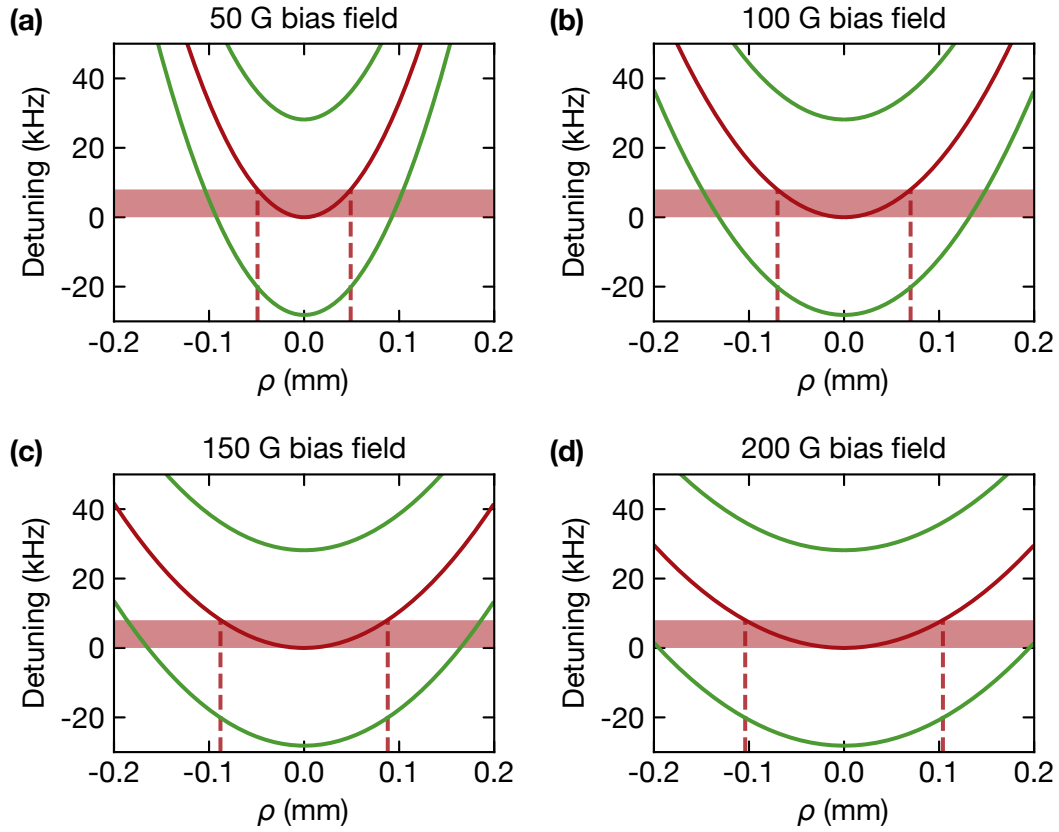 (a) 50 G bias field
Detuning (kHz)
40
20
0
-20
-0.2 -0.1 0.0 0.1 0.2
ρ (mm)
(b) 100 G bias field
Detuning (kHz)
40
20
0
-20
-0.2 -0.1 0.0 0.1 0.2
ρ (mm)
(c) 150 G bias field
Detuning (kHz)
40
20
0
-20
-0.2 -0.1 0.0 0.1 0.2
ρ (mm)
(d) 200 G bias field
Detuning (kHz)
40
20
0
-20
-0.2 -0.1 0.0 0.1 0.2
ρ (mm)